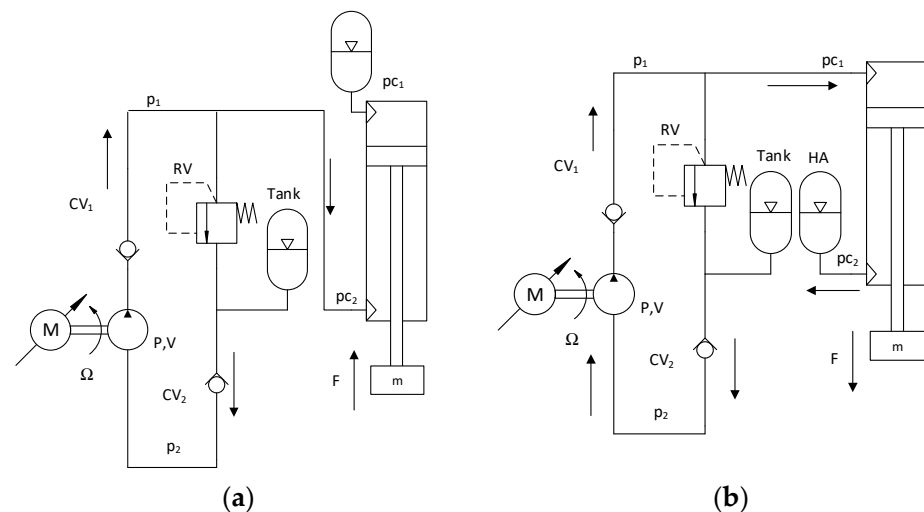 pc₁
p₁
RV
CV₁
Tank
M
P,V
Ω
pc₂
CV₂
F
m
p₂
(a)
p₁
pc₁
RV
Tank
HA
CV₁
pc₂
M
P,V
Ω
CV₂
F
m
p₂
(b)